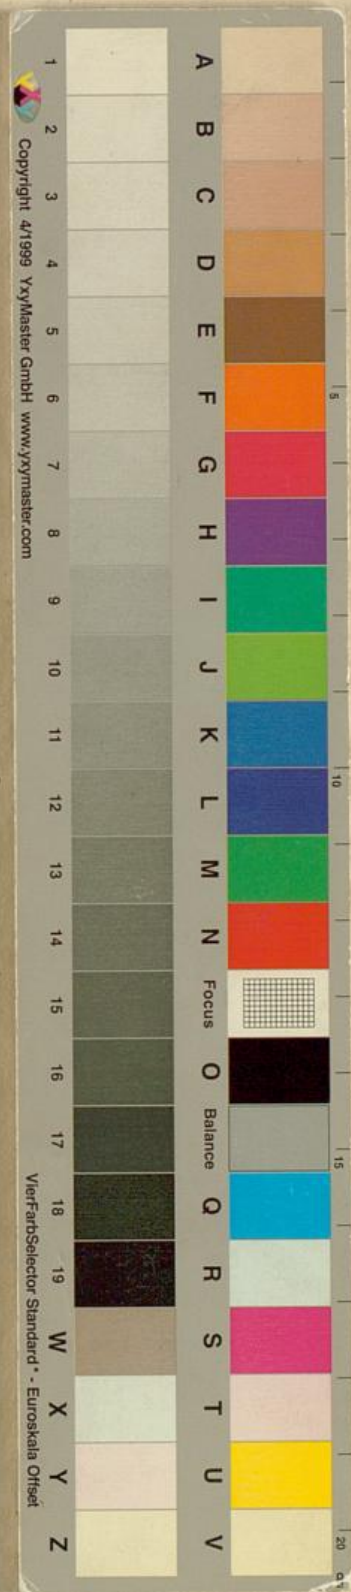 5
10
15
20
A B C D E F G H I J K L M N Focus O Balance Q R S T U V
1 2 3 4 5 6 7 8 9 10 11 12 13 14 15 16 17 18 19 W X Y Z
YXY Copyright 4/1999 YxyMaster GmbH www.yxymaster.com
VierFarbSelector Standard* - Euroskala Offset